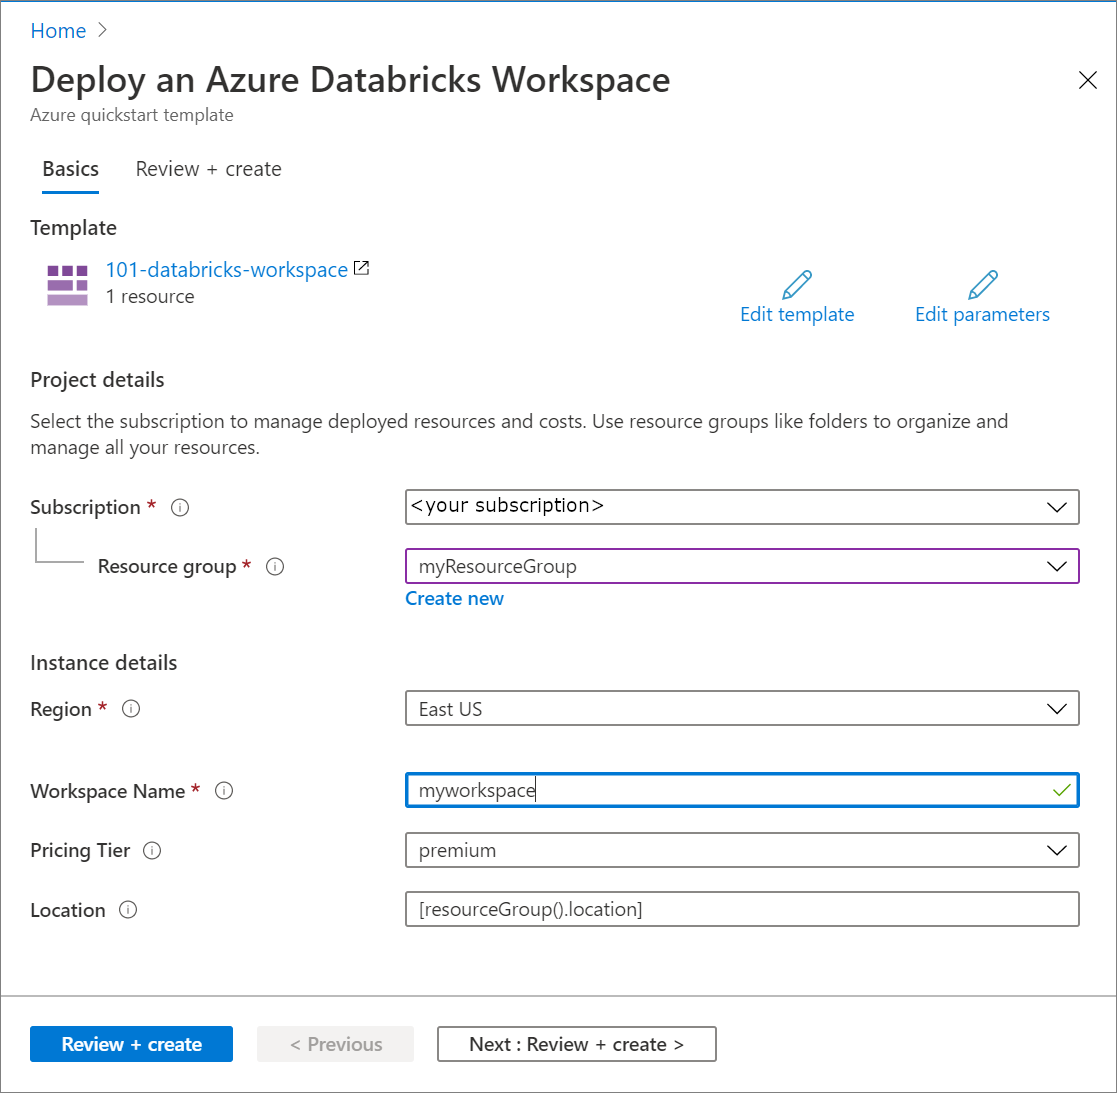 Home >
Deploy an Azure Databricks Workspace
Azure quickstart template
Basics Review + create
Template
101-databricks-workspace
1 resource
Edit template Edit parameters
Project details
Select the subscription to manage deployed resources and costs. Use resource groups like folders to organize and
manage all your resources.
Subscription * <your subscription>
Resource group * myResourceGroup
Create new
Instance details
Region * East US
Workspace Name * myworkspace
Pricing Tier premium
Location [resourceGroup().location]
Review + create < Previous Next : Review + create >